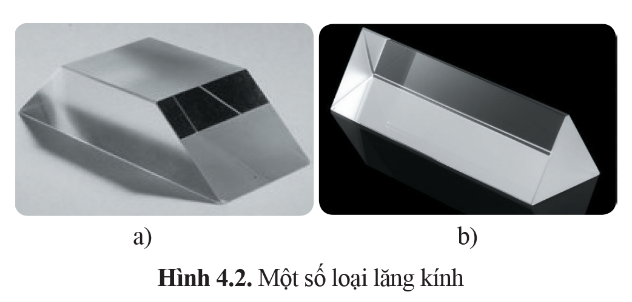 a)
b)
Hình 4.2. Một số loại lăng kính